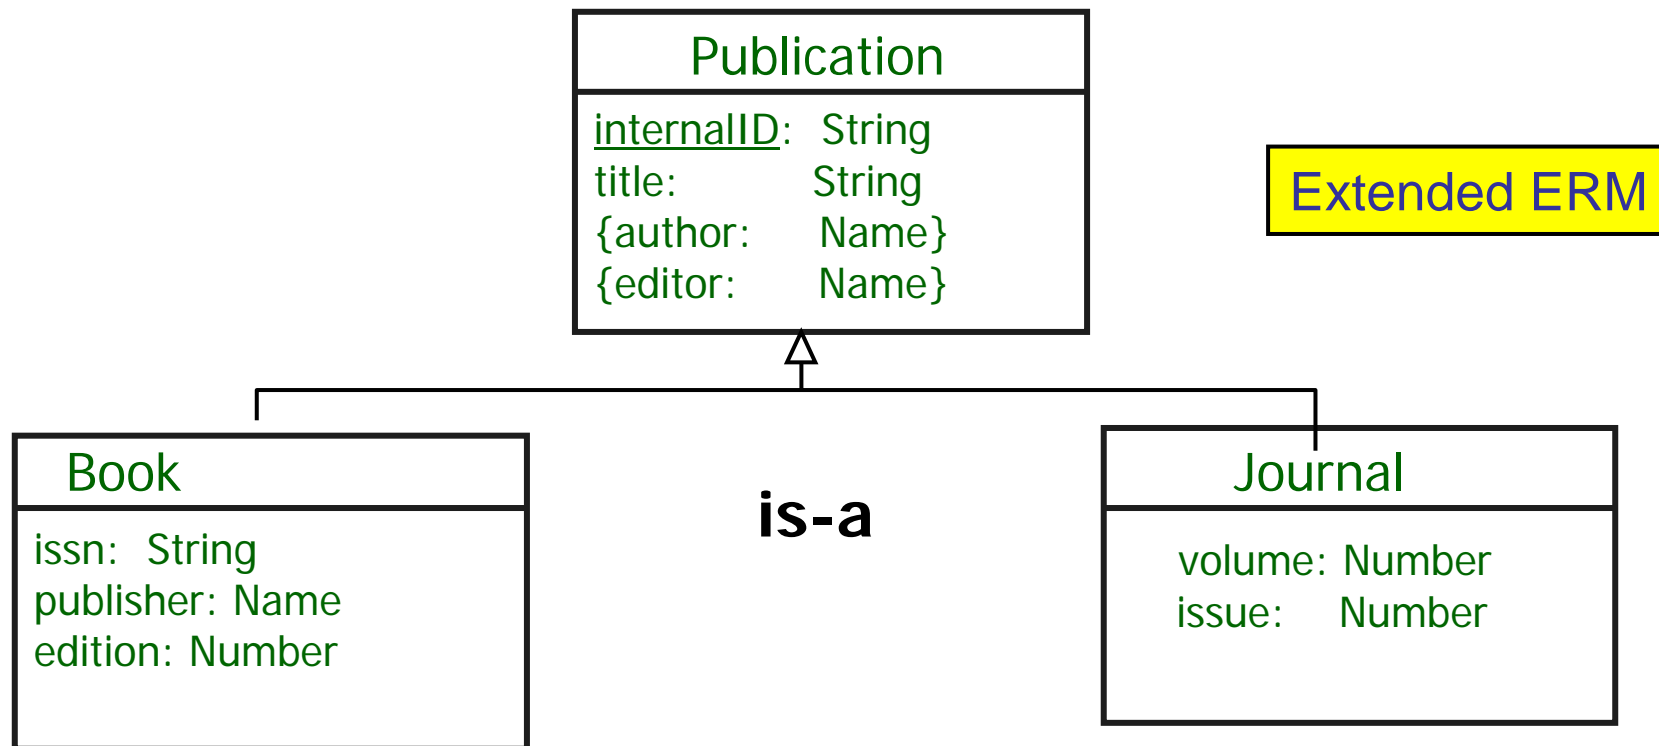 Publication
internalID: String
title: String
{author: Name}
{editor: Name}
Extended ERM
Book
issn: String
publisher: Name
edition: Number
is-a
Journal
volume: Number
issue: Number